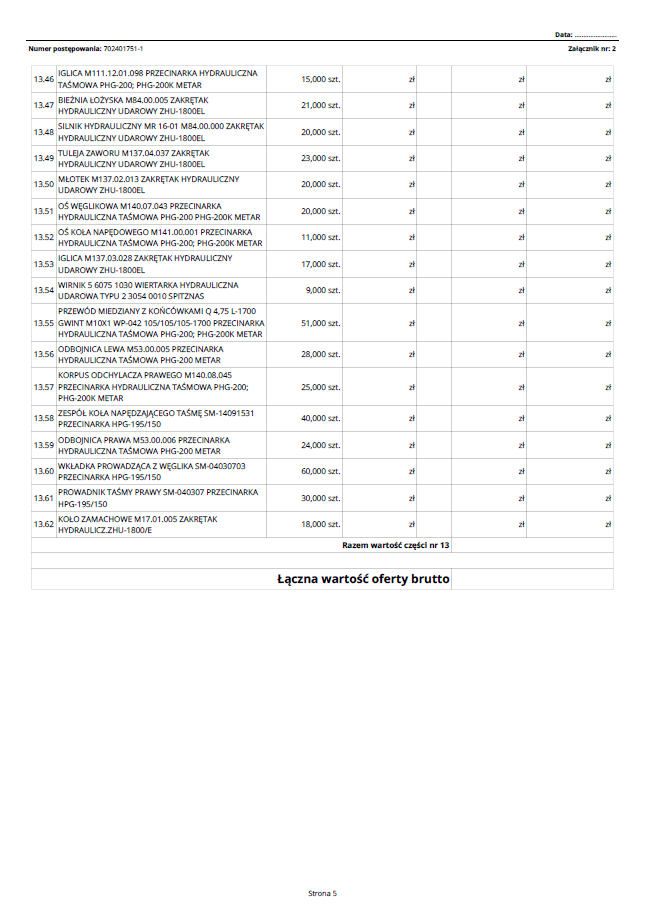 Data: .......................
Numer postępowania: 702401751-1 Załącznik nr: 2
13.46 IGLICA M111.12.01.098 PRZECINARKA HYDRAULICZNA
TAŚMOWA PHG-200; PHG-200K METAR 15,000 szt. zł zł zł
13.47 BIEŻNIA ŁOŻYSKA M84.00.005 ZAKRĘTAK
HYDRAULICZNY UDAROWY ZHU-1800EL 21,000 szt. zł zł zł
13.48 SILNIK HYDRAULICZNY MR 16-01 M84.00.000 ZAKRĘTAK
HYDRAULICZNY UDAROWY ZHU-1800EL 20,000 szt. zł zł zł
13.49 TULEJA ZAWORU M137.04.037 ZAKRĘTAK
HYDRAULICZNY UDAROWY ZHU-1800EL 23,000 szt. zł zł zł
13.50 MŁOTEK M137.02.013 ZAKRĘTAK HYDRAULICZNY
UDAROWY ZHU-1800EL 20,000 szt. zł zł zł
13.51 OŚ WĘGLIKOWA M140.07.043 PRZECINARKA
HYDRAULICZNA TAŚMOWA PHG-200 PHG-200K METAR 20,000 szt. zł zł zł
13.52 OŚ KOŁA NAPĘDOWEGO M141.00.001 PRZECINARKA
HYDRAULICZNA TAŚMOWA PHG-200; PHG-200K METAR 11,000 szt. zł zł zł
13.53 IGLICA M137.03.028 ZAKRĘTAK HYDRAULICZNY
UDAROWY ZHU-1800EL 17,000 szt. zł zł zł
13.54 WIRNIK 5 6075 1030 WIERTARKA HYDRAULICZNA
UDAROWA TYPU 2 3054 0010 SPITZNAS 9,000 szt. zł zł zł
PRZEWÓD MIEDZIANY Z KOŃCÓWKAMI Q 4,75 L-1700
13.55 GWINT M10X1 WP-042 105/105/105-1700 PRZECINARKA 51,000 szt. zł zł zł
HYDRAULICZNA TAŚMOWA PHG-200; PHG-200K METAR
13.56 ODBOJNICA LEWA M53.00.005 PRZECINARKA
HYDRAULICZNA TAŚMOWA PHG-200 METAR 28,000 szt. zł zł zł
KORPUS ODCHYLACZA PRAWEGO M140.08.045
13.57 PRZECINARKA HYDRAULICZNA TAŚMOWA PHG-200; 25,000 szt. zł zł zł
PHG-200K METAR
13.58 ZESPÓŁ KOŁA NAPĘDZAJĄCEGO TAŚMĘ SM-14091531
PRZECINARKA HPG-195/150 40,000 szt. zł zł zł
13.59 ODBOJNICA PRAWA M53.00.006 PRZECINARKA
HYDRAULICZNA TAŚMOWA PHG-200 METAR 24,000 szt. zł zł zł
13.60 WKŁADKA PROWADZĄCA Z WĘGLIKA SM-04030703
PRZECINARKA HPG-195/150 60,000 szt. zł zł zł
13.61 PROWADNIK TAŚMY PRAWY SM-040307 PRZECINARKA
HPG-195/150 30,000 szt. zł zł zł
13.62 KOŁO ZAMACHOWE M17.01.005 ZAKRĘTAK
HYDRAULICZ.ZHU-1800/E 18,000 szt. zł zł zł
Razem wartość części nr 13
Łączna wartość oferty brutto
Strona 5